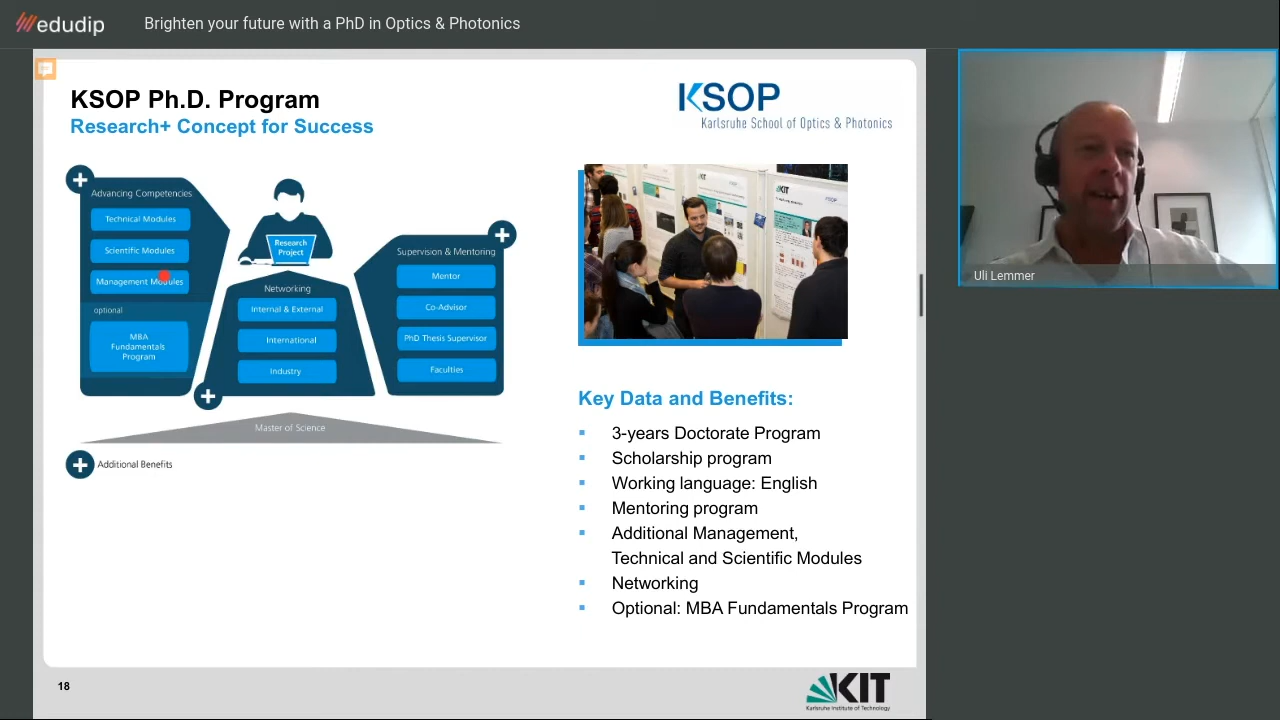 edudip
Brighten your future with a PhD in Optics & Photonics
KSOP Ph.D. Program
Research+ Concept for Success
KSOP
Karlsruhe School of Optics & Photonics
Advancing Competencies
Technical Modules
Scientific Modules
Management Modules
optional
MBA
Fundamentals
Program
Research
Project
Networking
Internal & External
International
Industry
Supervision & Mentoring
Mentor
Co-Advisor
PhD Thesis Supervisor
Faculties
Master of Science
Additional Benefits
KIT
Key Data and Benefits:
3-years Doctorate Program
Scholarship program
Working language: English
Mentoring program
Additional Management,
Technical and Scientific Modules
Networking
Optional: MBA Fundamentals Program
18
KIT
Karlsruhe Institute of Technology
Uli Lemmer